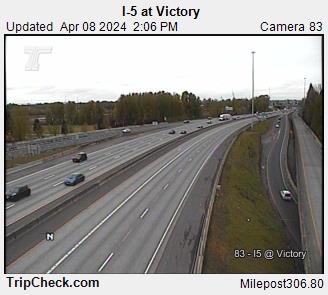 I-5 at Victory
Updated Apr 08 2024 2:06 PM Camera 83
Tr
N
83 - I5 @ Victory
TripCheck.com Milepost306.80